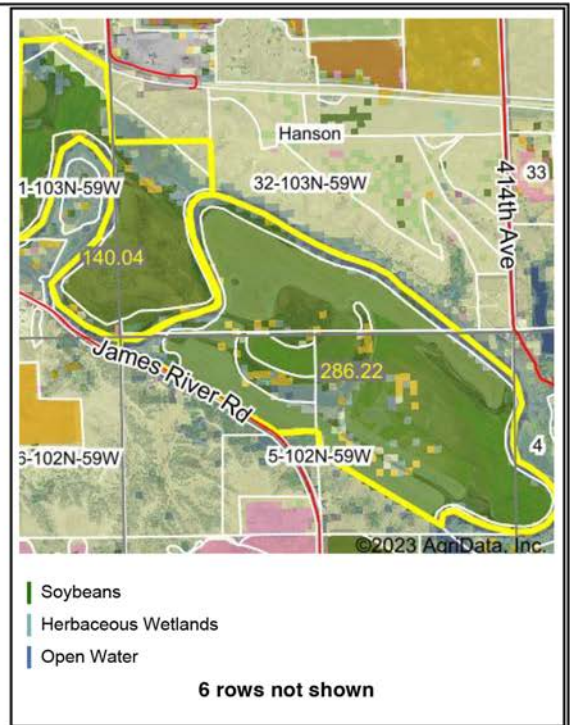 Hanson
32-103N-59W
33
1-103N-59W
414th Ave
140.04
James River Rd
286.22
6-102N-59W
5-102N-59W
4
©2023 AgriData, Inc.
Soybeans
Herbaceous Wetlands
Open Water
6 rows not shown